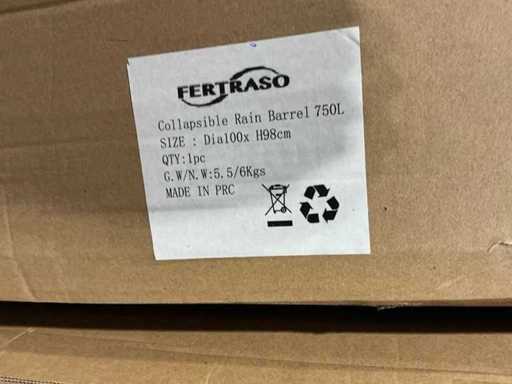 FERTRASO
Collapsible Rain Barrel 750L
SIZE : Dia100x H98cm
QTY:1pc
G.W/N.W:5.5/6Kgs
MADE IN PRC